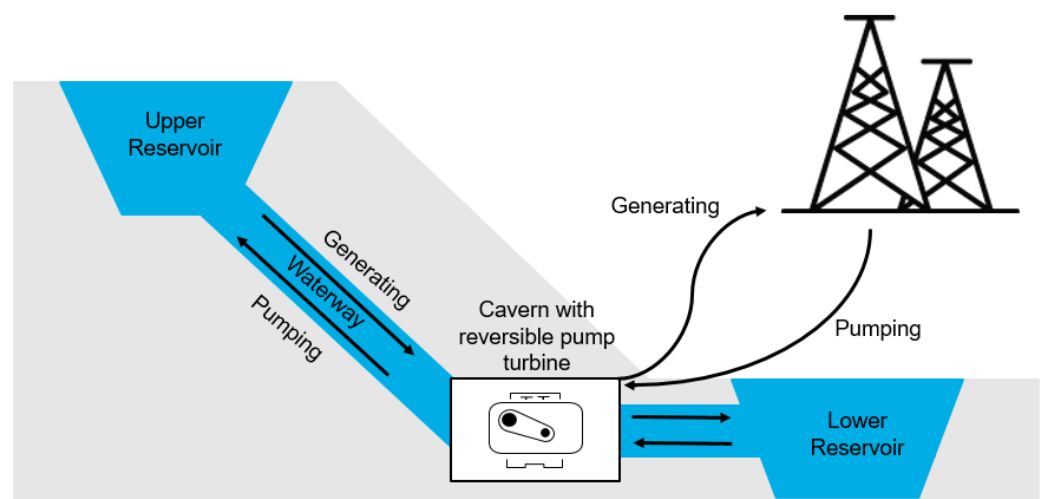 Upper
Reservoir
Generating
Waterway
Pumping
Cavern with
reversible pump
turbine
Generating
Pumping
Lower
Reservoir